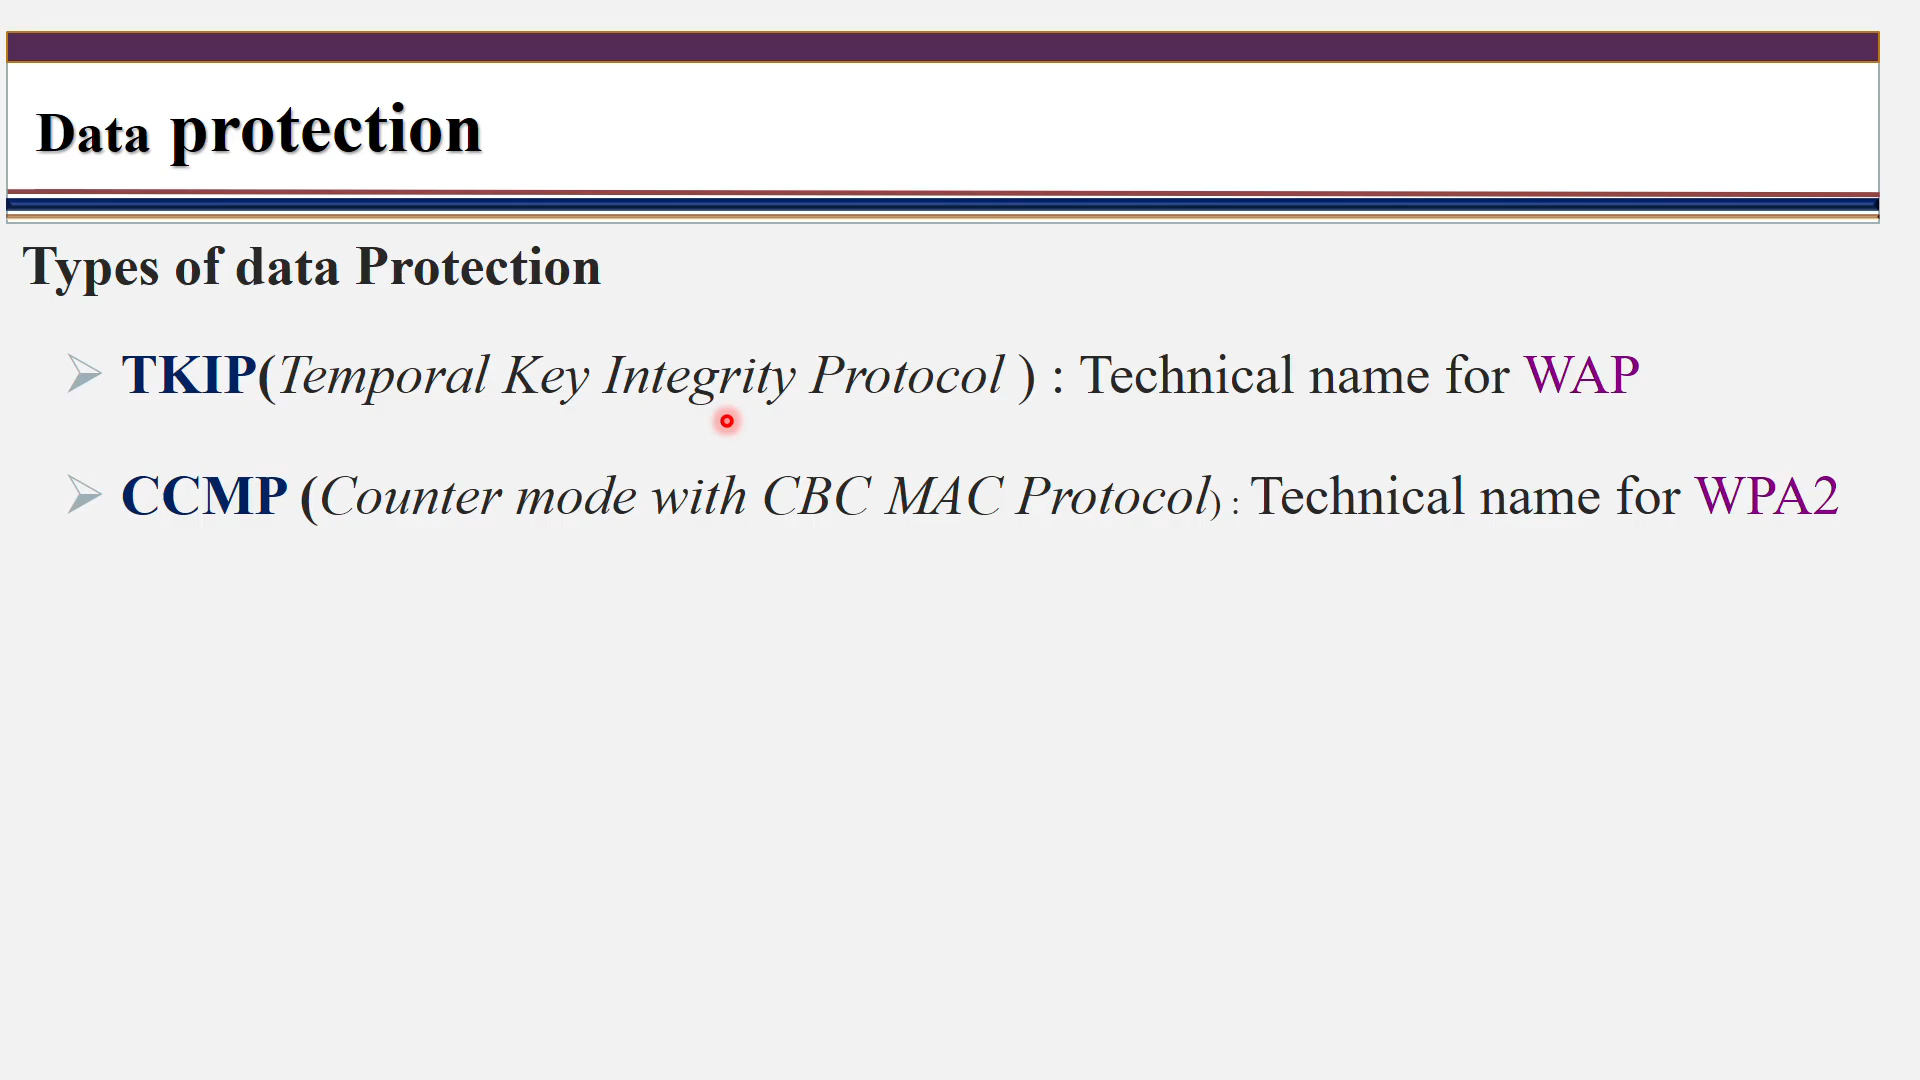 Data protection
Types of data Protection
TKIP(Temporal Key Integrity Protocol ) : Technical name for WAP
CCMP (Counter mode with CBC MAC Protocol) : Technical name for WPA2